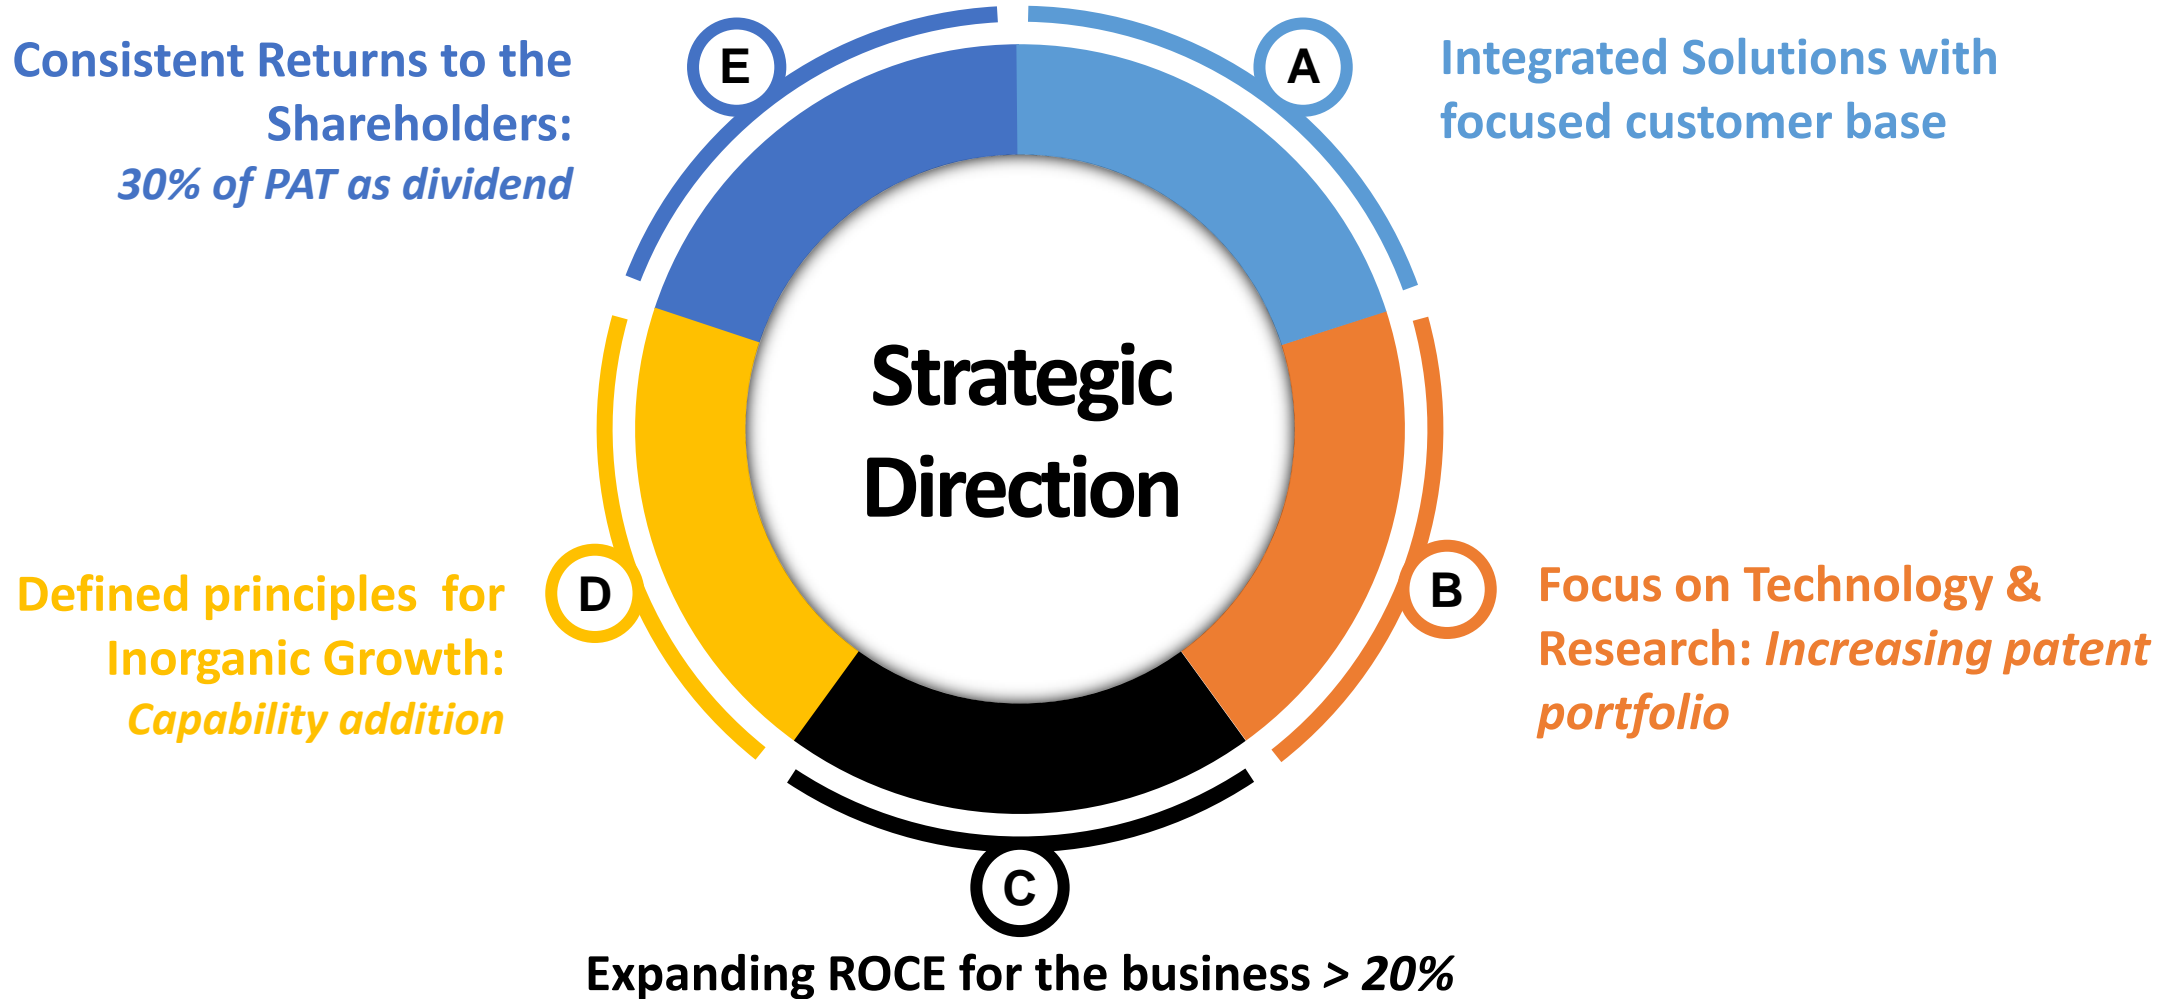 Strategic
Direction
A
Integrated Solutions with
focused customer base
B
Focus on Technology &
Research: Increasing patent
portfolio
C
Expanding ROCE for the business > 20%
D
Defined principles  for
Inorganic Growth:
Capability addition
E
Consistent Returns to the
Shareholders:
30% of PAT as dividend